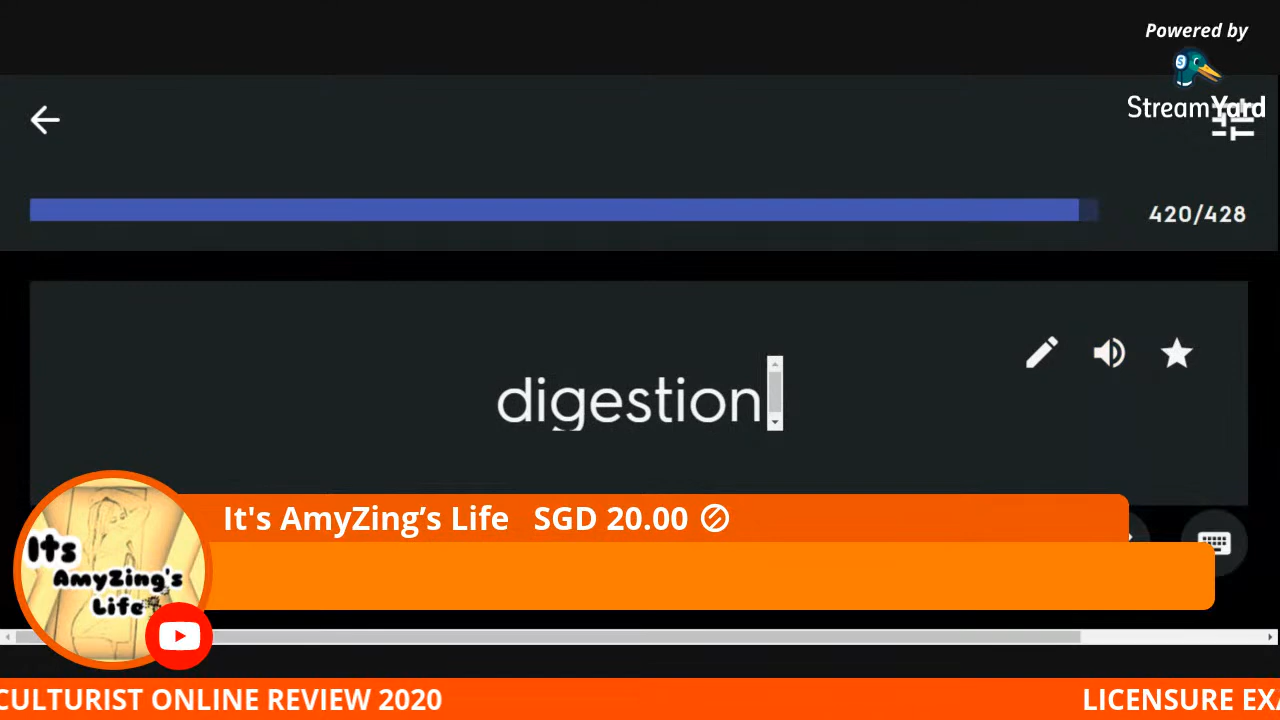 Powered by
StreamYard
420/428
digestion
It's AmyZing’s Life SGD 20.00
Its
AmyZing's
Life
CULTURIST ONLINE REVIEW 2020 LICENSURE EXA